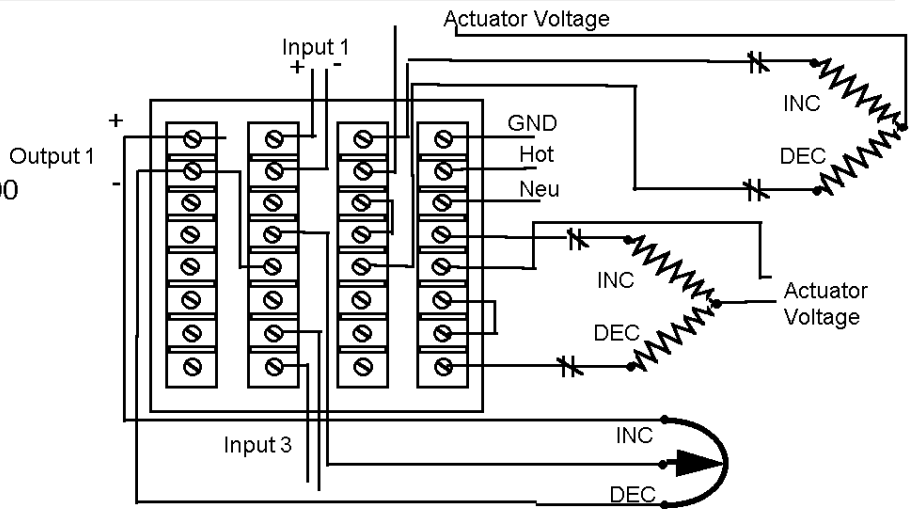 Actuator Voltage
Input 1
+ -
+
Output 1
-
00
GND
Hot
Neu
INC
DEC
INC
DEC
Actuator
Voltage
Input 3
INC
DEC